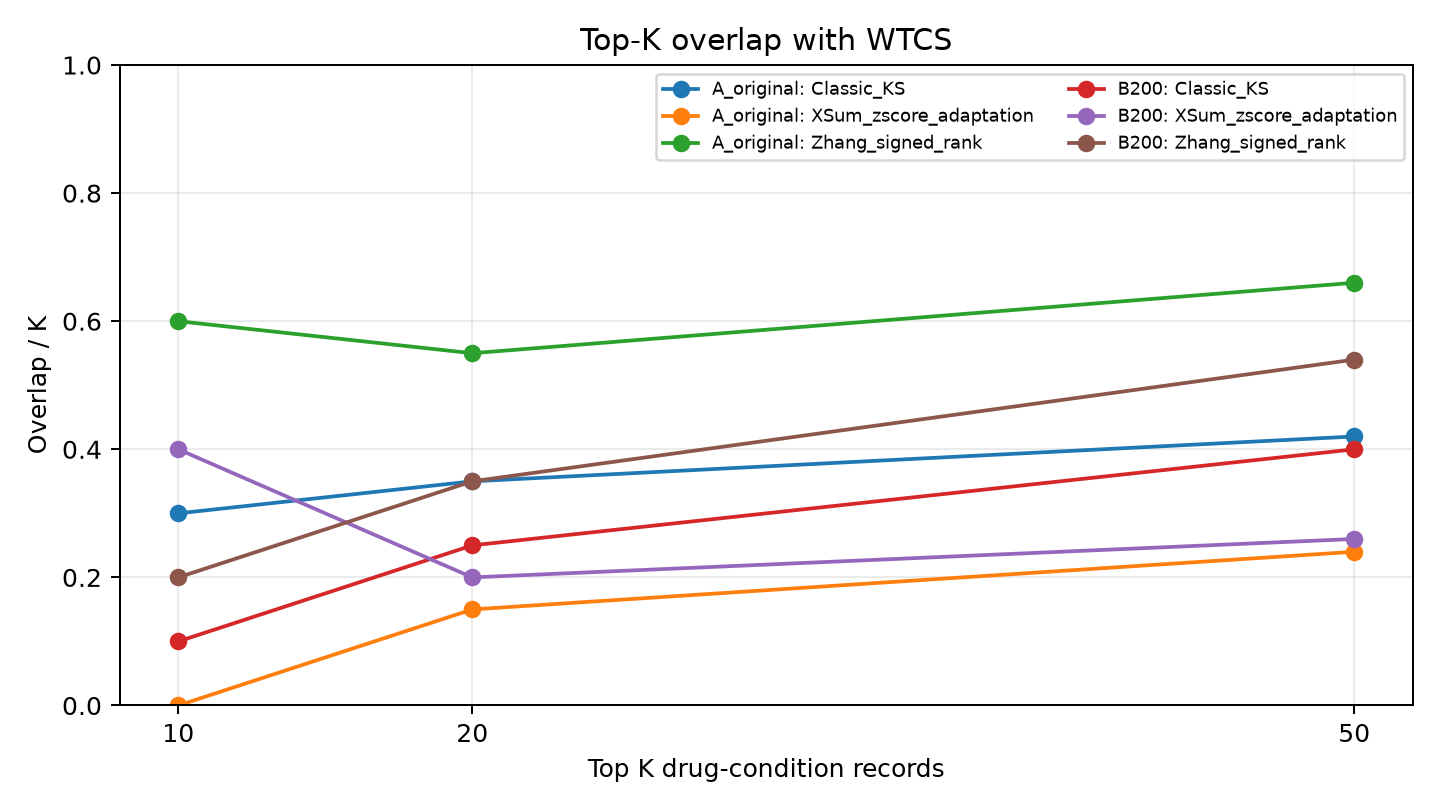 Top-K overlap with WTCS
A_original: Classic_KS
A_original: XSum_zscore_adaptation
A_original: Zhang_signed_rank
B200: Classic_KS
B200: XSum_zscore_adaptation
B200: Zhang_signed_rank
Overlap / K
1.0
0.8
0.6
0.4
0.2
0.0
10 20 50
Top K drug-condition records